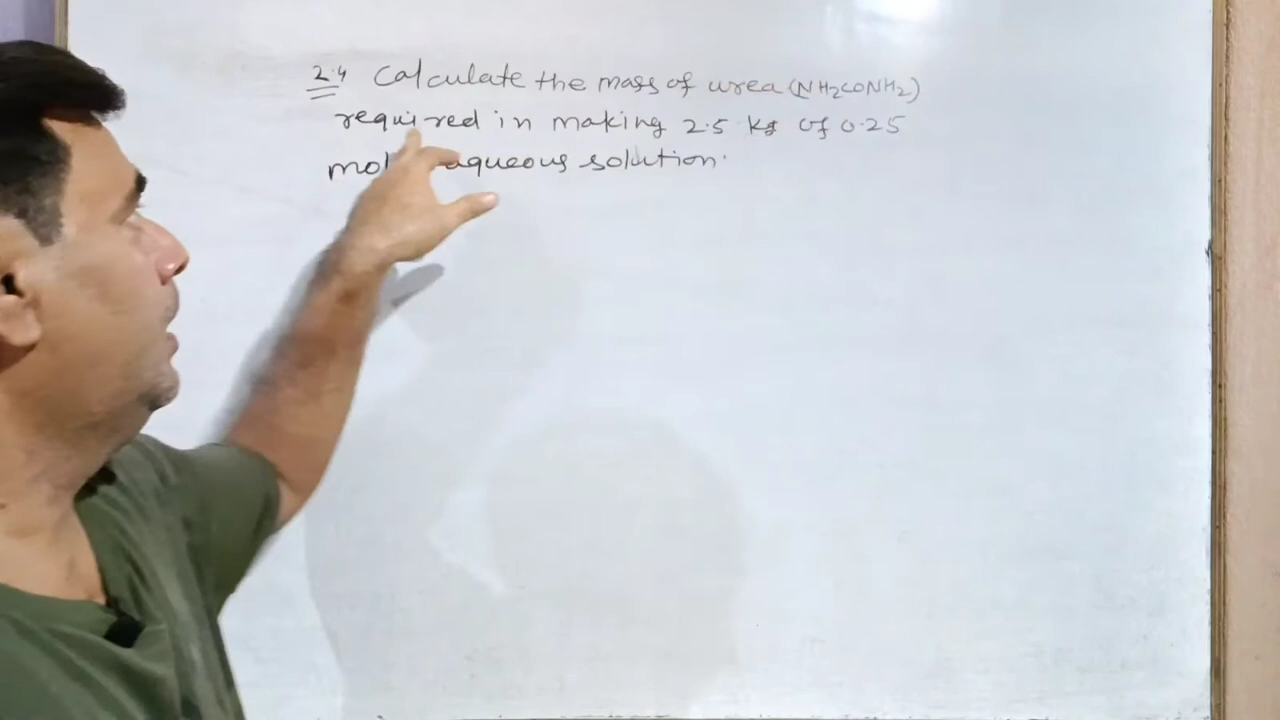 2.4 Calculate the mass of urea (NH2CONH2)
required in making 2.5 kg of 0.25
aqueous solution.